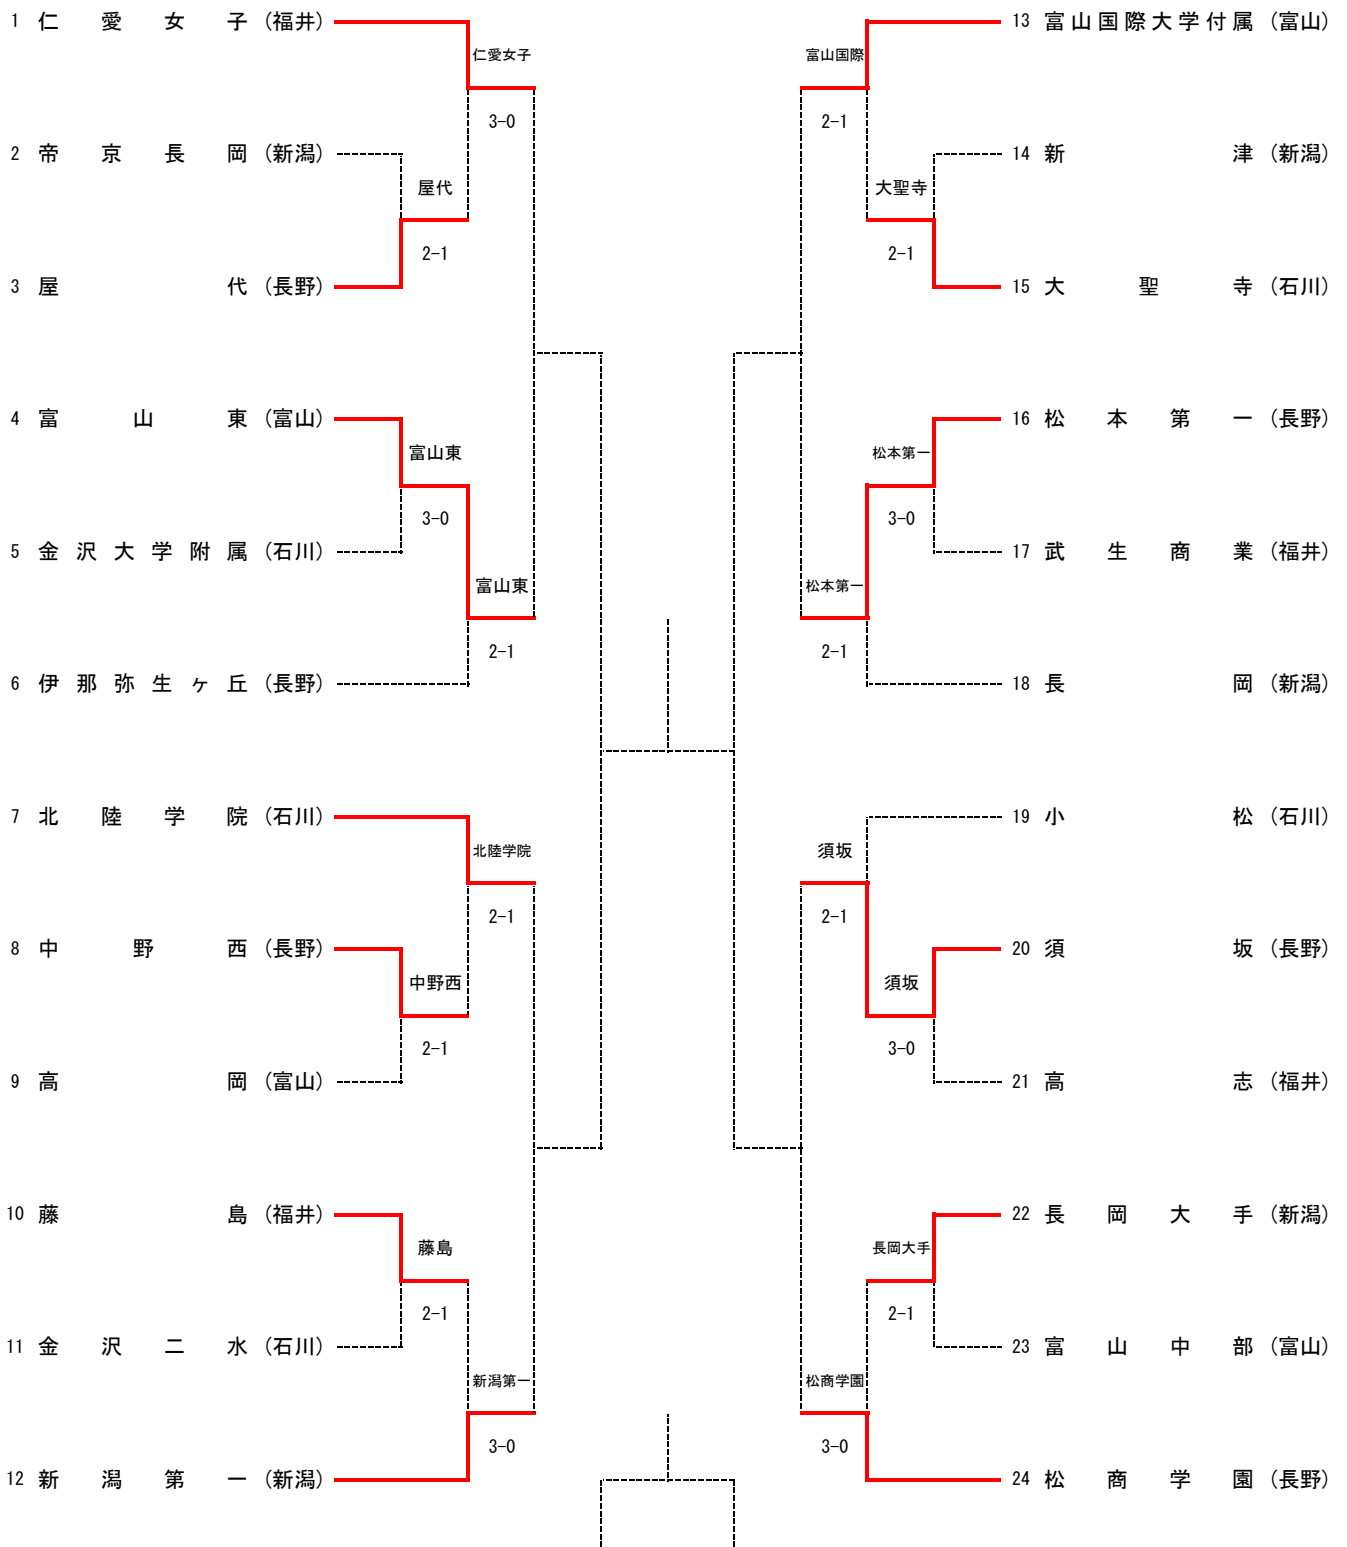 1 仁愛女子 (福井)
仁愛女子
3-0
2 帝京長岡 (新潟)
屋代
2-1
3 屋代 (長野)
4 富山東 (富山)
富山東
3-0
5 金沢大学附属 (石川)
富山東
2-1
6 伊那弥生ヶ丘 (長野)
7 北陸学院 (石川)
北陸学院
2-1
8 中野西 (長野)
中野西
2-1
9 高岡 (富山)
10 藤島 (福井)
藤島
2-1
11 金沢二水 (石川)
新潟第一
3-0
12 新潟第一 (新潟)
13 富山国際大学付属 (富山)
富山国際
2-1
14 新津 (新潟)
大聖寺
2-1
15 大聖寺 (石川)
16 松本第一 (長野)
松本第一
3-0
17 武生商業 (福井)
松本第一
2-1
18 長岡 (新潟)
19 小松 (石川)
須坂
2-1
20 須坂 (長野)
須坂
3-0
21 高志 (福井)
22 長岡大手 (新潟)
長岡大手
2-1
23 富山中部 (富山)
松商学園
3-0
24 松商学園 (長野)